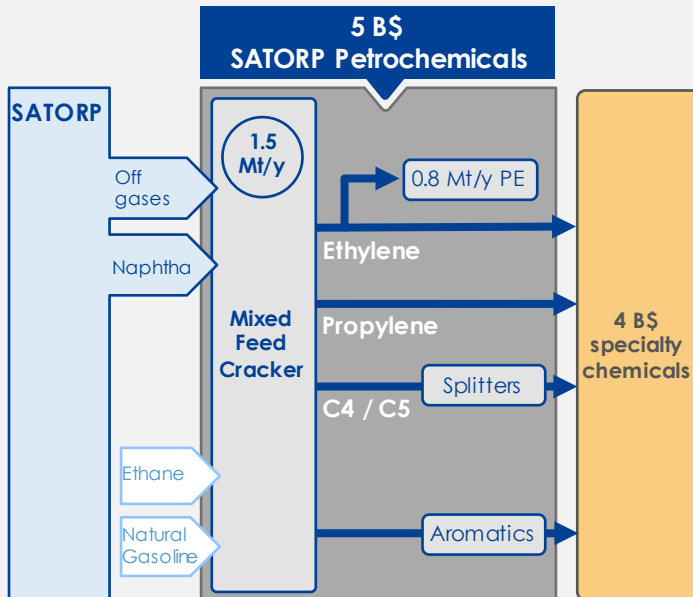 5 B$
SATORP Petrochemicals
SATORP
1.5
Mt/y
Off
gases
0.8 Mt/y PE
Ethylene
Naphtha
Propylene
Mixed
Feed
Cracker
4 B$
specialty
chemicals
Splitters
C4 / C5
Ethane
Natural
Gasoline
Aromatics